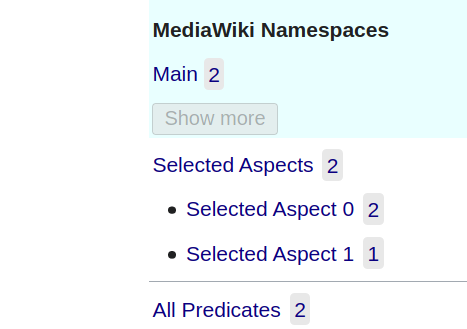 MediaWiki Namespaces
Main 2
Show more
Selected Aspects 2
Selected Aspect 0 2
Selected Aspect 1 1
All Predicates 2